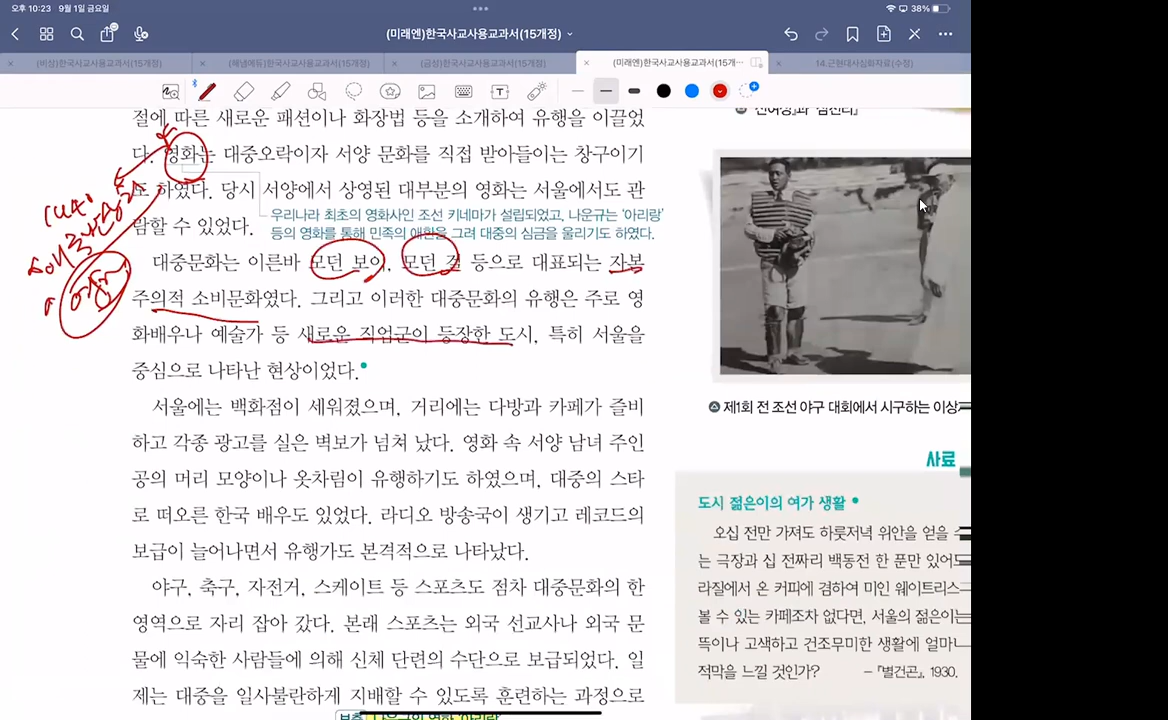 오후 10:23 9월 1일 금요일
38%
(미래엔)한국사교사용교과서(15개정)
(비상)한국사교사용교과서(15개정)
(해냄에듀)한국사교사용교과서(15개정)
(금성)한국사교사용교과서(15개정)
(미래엔)한국사교사용교과서(15개…
14.근현대사심화자료(수정)
절에 따른 새로운 패션이나 화장법 등을 소개하여 유행을 이끌었
다. 영화는 대중오락이자 서양 문화를 직접 받아들이는 창구이기
도 하였다. 당시 서양에서 상영된 대부분의 영화는 서울에서도 관
람할 수 있었다.
우리나라 최초의 영화사인 조선 키네마가 설립되었고, 나운규는 '아리랑'
등의 영화를 통해 민족의 애환을 그려 대중의 심금을 울리기도 하였다.
대중문화는 이른바 모던 보이, 모던 걸 등으로 대표되는 자본
주의적 소비문화였다. 그리고 이러한 대중문화의 유행은 주로 영
화배우나 예술가 등 새로운 직업군이 등장한 도시, 특히 서울을
중심으로 나타난 현상이었다.
서울에는 백화점이 세워졌으며, 거리에는 다방과 카페가 즐비
하고 각종 광고를 실은 벽보가 넘쳐 났다. 영화 속 서양 남녀 주인
공의 머리 모양이나 옷차림이 유행하기도 하였으며, 대중의 스타
로 떠오른 한국 배우도 있었다. 라디오 방송국이 생기고 레코드의
보급이 늘어나면서 유행가도 본격적으로 나타났다.
야구, 축구, 자전거, 스케이트 등 스포츠도 점차 대중문화의 한
영역으로 자리 잡아 갔다. 본래 스포츠는 외국 선교사나 외국 문
물에 익숙한 사람들에 의해 신체 단련의 수단으로 보급되었다. 일
제는 대중을 일사불란하게 지배할 수 있도록 훈련하는 과정으로
보충 나운규의 영화 '아리랑'
『신여성』과 『삼천리』
제1회 전 조선 야구 대회에서 시구하는 이상
사료
도시 젊은이의 여가 생활
오십 전만 가져도 하룻저녁 위안을 얻을 수
는 극장과 십 전짜리 백동전 한 푼만 있어도
라질에서 온 커피에 겸하여 미인 웨이트리스
볼 수 있는 카페조차 없다면, 서울의 젊은이는
뜩이나 고색하고 건조무미한 생활에 얼마나
적막을 느낄 것인가?
- 『별건곤』, 1930.